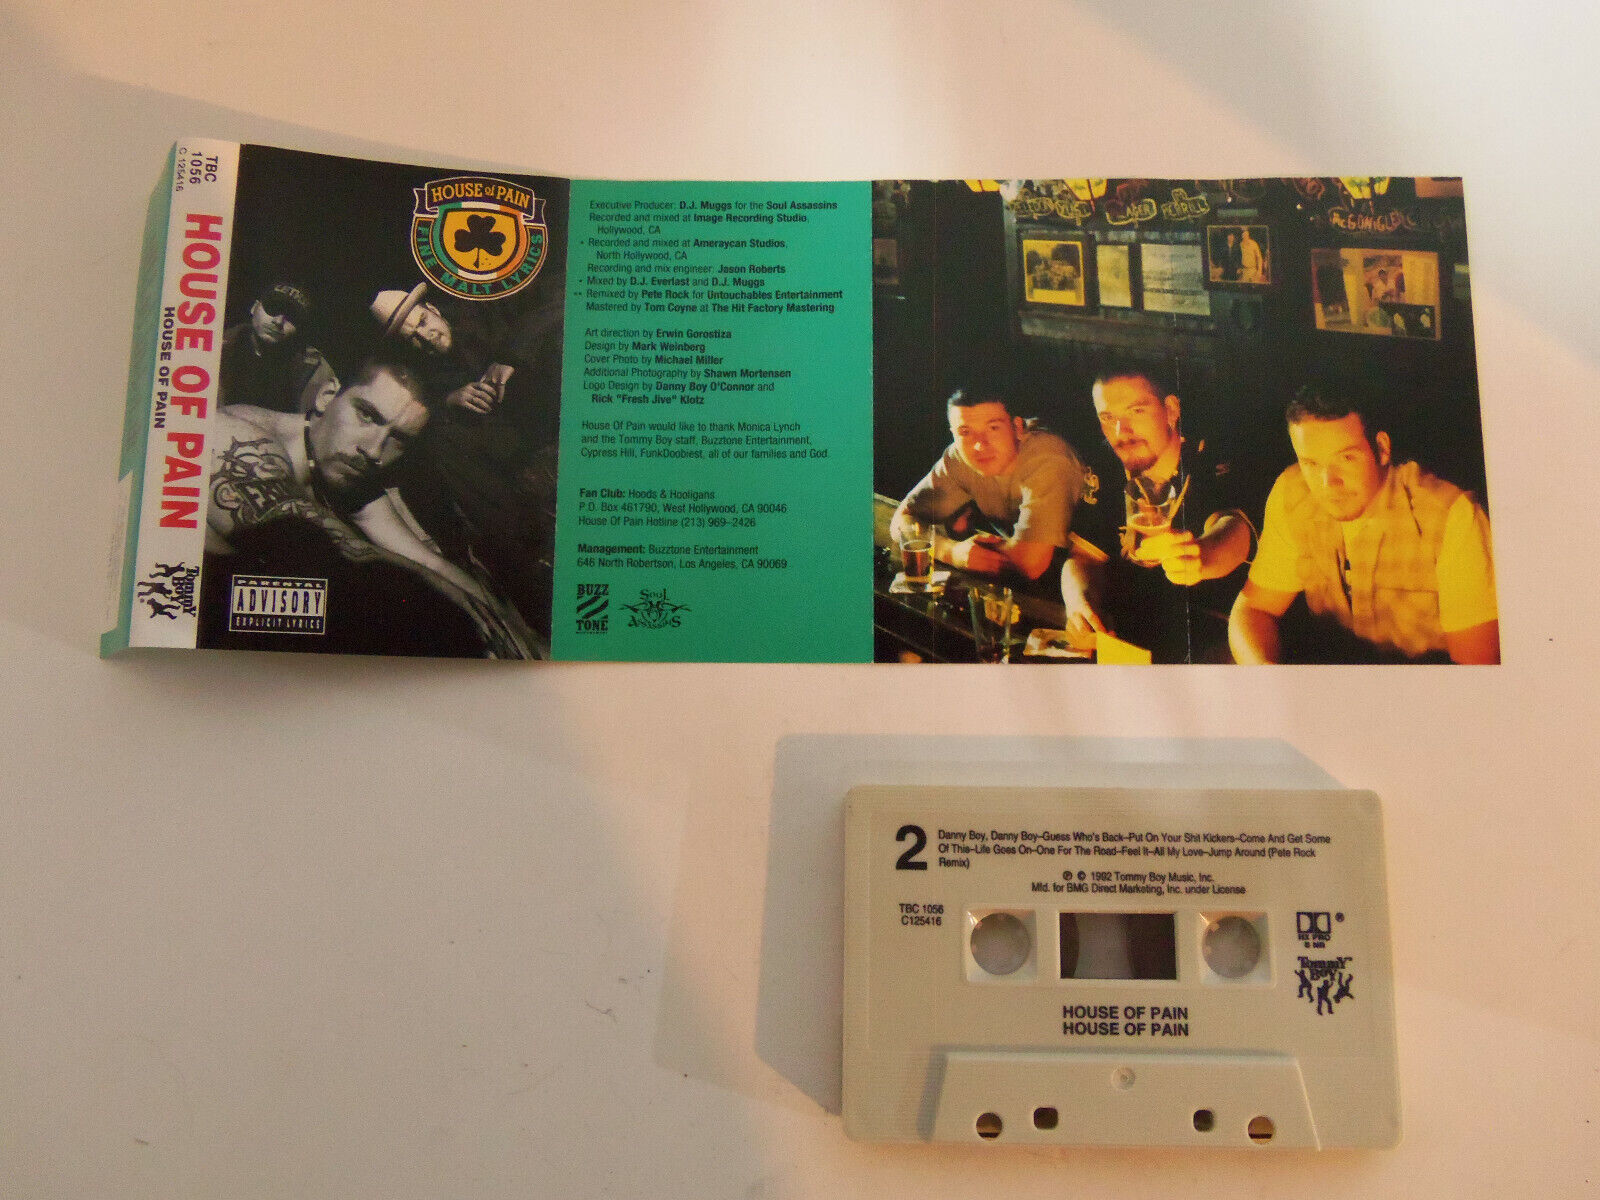 TBC
1056
C 125416
HOUSE OF PAIN
HOUSE OF PAIN
Tommy
Boy
HOUSE of PAIN
FINE MALT LYRICS
PARENTAL
ADVISORY
EXPLICIT LYRICS
Executive Producer: D.J. Muggs for the Soul Assassins
Recorded and mixed at Image Recording Studio,
Hollywood, CA
• Recorded and mixed at Ameraycan Studios,
North Hollywood, CA
Recording and mix engineer: Jason Roberts
• Mixed by D.J. Everlast and D.J. Muggs
•• Remixed by Pete Rock for Untouchables Entertainment
Mastered by Tom Coyne at The Hit Factory Mastering
Art direction by Erwin Gorostiza
Design by Mark Weinberg
Cover Photo by Michael Miller
Additional Photography by Shawn Mortensen
Logo Design by Danny Boy O'Connor and
Rick "Fresh Jive" Klotz
House Of Pain would like to thank Monica Lynch
and the Tommy Boy staff, Buzztone Entertainment,
Cypress Hill, FunkDoobiest, all of our families and God.
Fan Club: Hoods & Hooligans
P.O. Box 461790, West Hollywood, CA 90046
House Of Pain Hotline (213) 969–2426
Management: Buzztone Entertainment
646 North Robertson, Los Angeles, CA 90069
BUZZ
TONE
SOUL
ASSASSINS
McGONIGLE
2
Danny Boy, Danny Boy–Guess Who's Back–Put On Your Shit Kickers–Come And Get Some
Of This–Life Goes On–One For The Road–Feel It–All My Love–Jump Around (Pete Rock
Remix)
℗ © 1992 Tommy Boy Music, Inc.
Mfd. for BMG Direct Marketing, Inc. under License
TBC 1056
C125416
®
HX PRO
B NR
Tommy
Boy
HOUSE OF PAIN
HOUSE OF PAIN